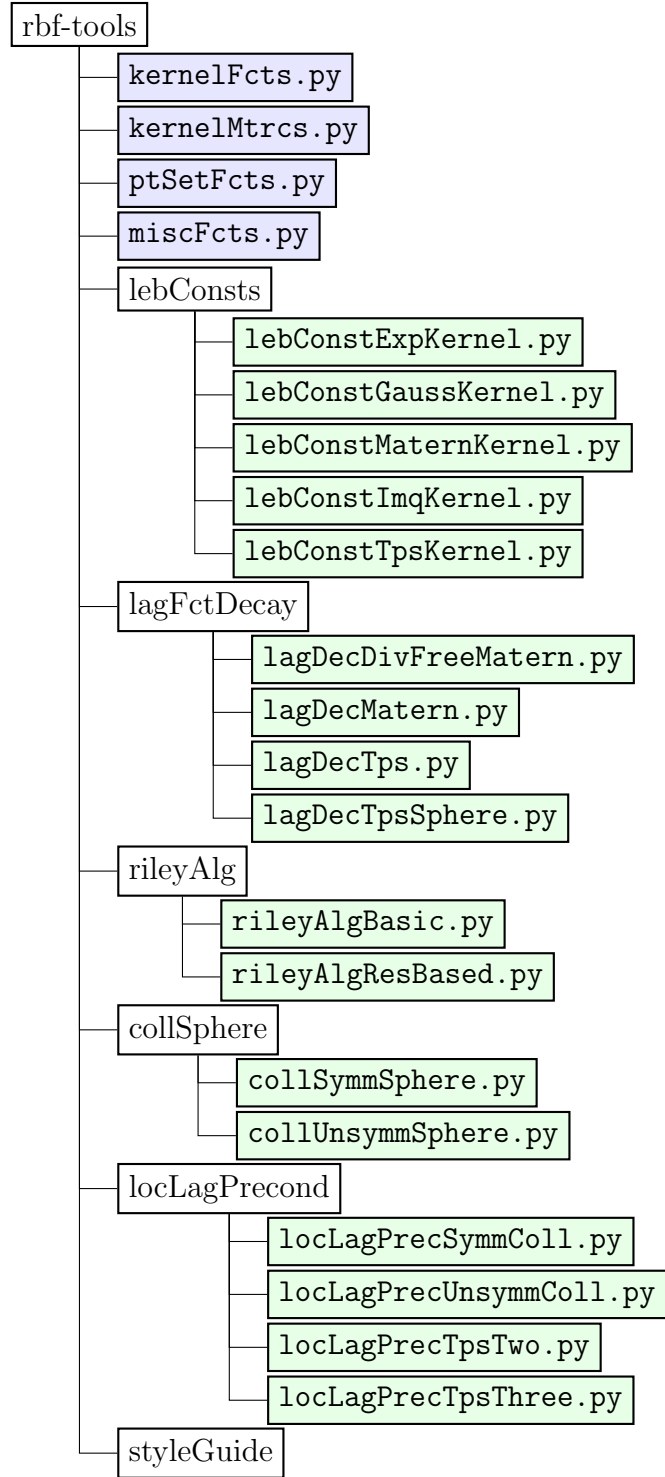 rbf-tools
kernelFcts.py
kernelMtrcs.py
ptSetFcts.py
miscFcts.py
lebConsts
lebConstExpKernel.py
lebConstGaussKernel.py
lebConstMaternKernel.py
lebConstImqKernel.py
lebConstTpsKernel.py
lagFctDecay
lagDecDivFreeMatern.py
lagDecMatern.py
lagDecTps.py
lagDecTpsSphere.py
rileyAlg
rileyAlgBasic.py
rileyAlgResBased.py
collSphere
collSymmSphere.py
collUnsymmSphere.py
locLagPrecond
locLagPrecSymmColl.py
locLagPrecUnsymmColl.py
locLagPrecTpsTwo.py
locLagPrecTpsThree.py
styleGuide